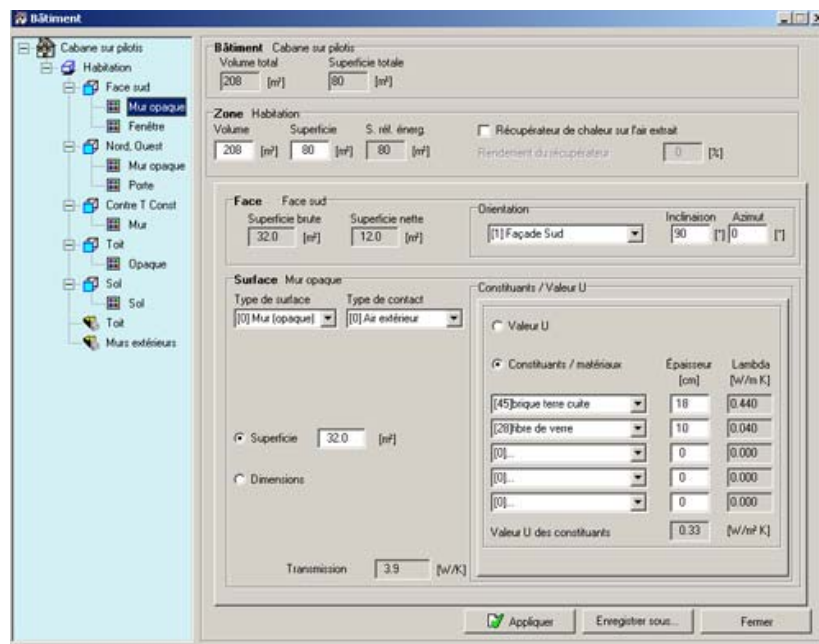 Bâtiment
Cabane sur pilotis
Habitation
Face sud
Mur opaque
Fenêtre
Nord, Ouest
Mur opaque
Porte
Contre T Const
Mur
Toit
Opaque
Sol
Sol
Toit
Murs extérieurs
Bâtiment Cabane sur pilotis
Volume total Superficie totale
208 [m³] 80 [m²]
Zone Habitation
Volume Superficie S. réf. énerg.
208 [m³] 80 [m²] 80 [m²]
Récupérateur de chaleur sur l'air extrait
Rendement du récupérateur 0 [%]
Face Face sud
Superficie brute Superficie nette
32.0 [m²] 12.0 [m²]
Orientation
Inclinaison Azimut
[1] Façade Sud 90 [°] 0 [°]
Surface Mur opaque
Type de surface Type de contact
[0] Mur (opaque) [0] Air extérieur
Superficie 32.0 [m²]
Dimensions
Transmission 3.9 [W/K]
Constituants / Valeur U
Valeur U
Constituants / matériaux Épaisseur Lambda
[cm] [W/m K]
[45]brique terre cuite 18 0.440
[28]fibre de verre 10 0.040
[0]... 0 0.000
[0]... 0 0.000
[0]... 0 0.000
Valeur U des constituants 0.33 [W/m² K]
Appliquer Enregistrer sous... Fermer